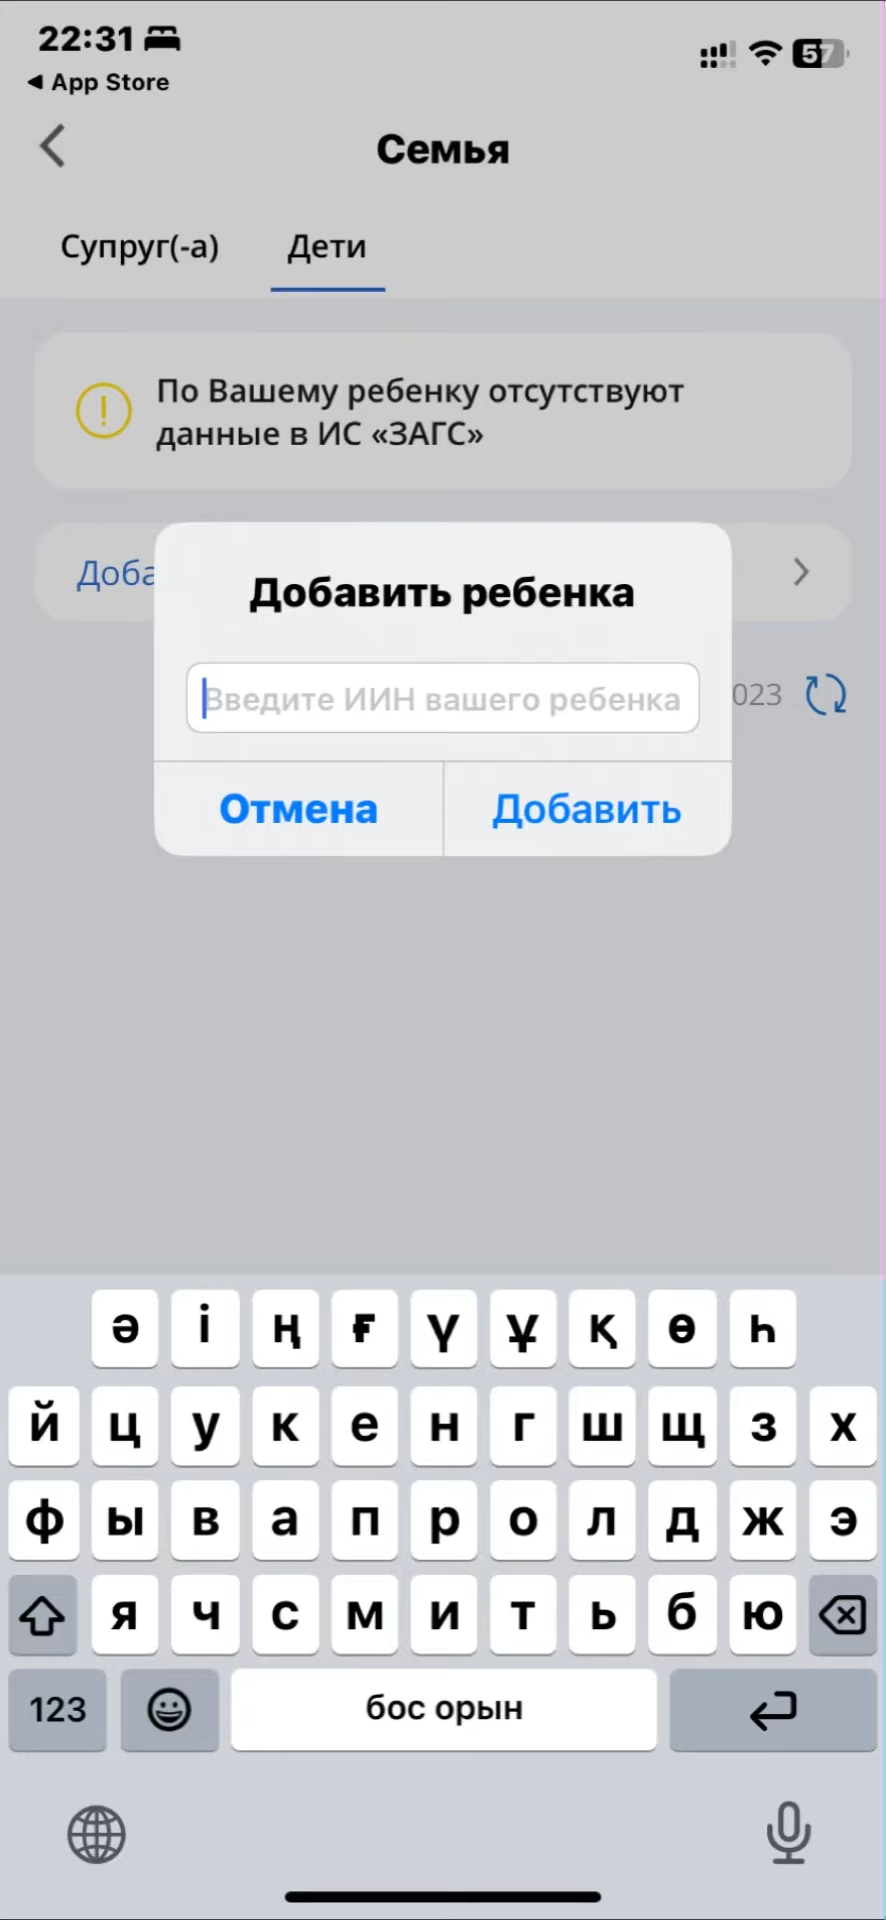 22:31
57
App Store
Семья
Супруг(-а)
Дети
По Вашему ребенку отсутствуют
данные в ИС «ЗАГС»
Доба
Добавить ребенка
Введите ИИН вашего ребенка
023
Отмена
Добавить
ә і ң ғ ү ұ қ ө һ
й ц у к е н г ш щ з х
ф ы в а п р о л д ж э
я ч с м и т ь б ю
123
бос орын